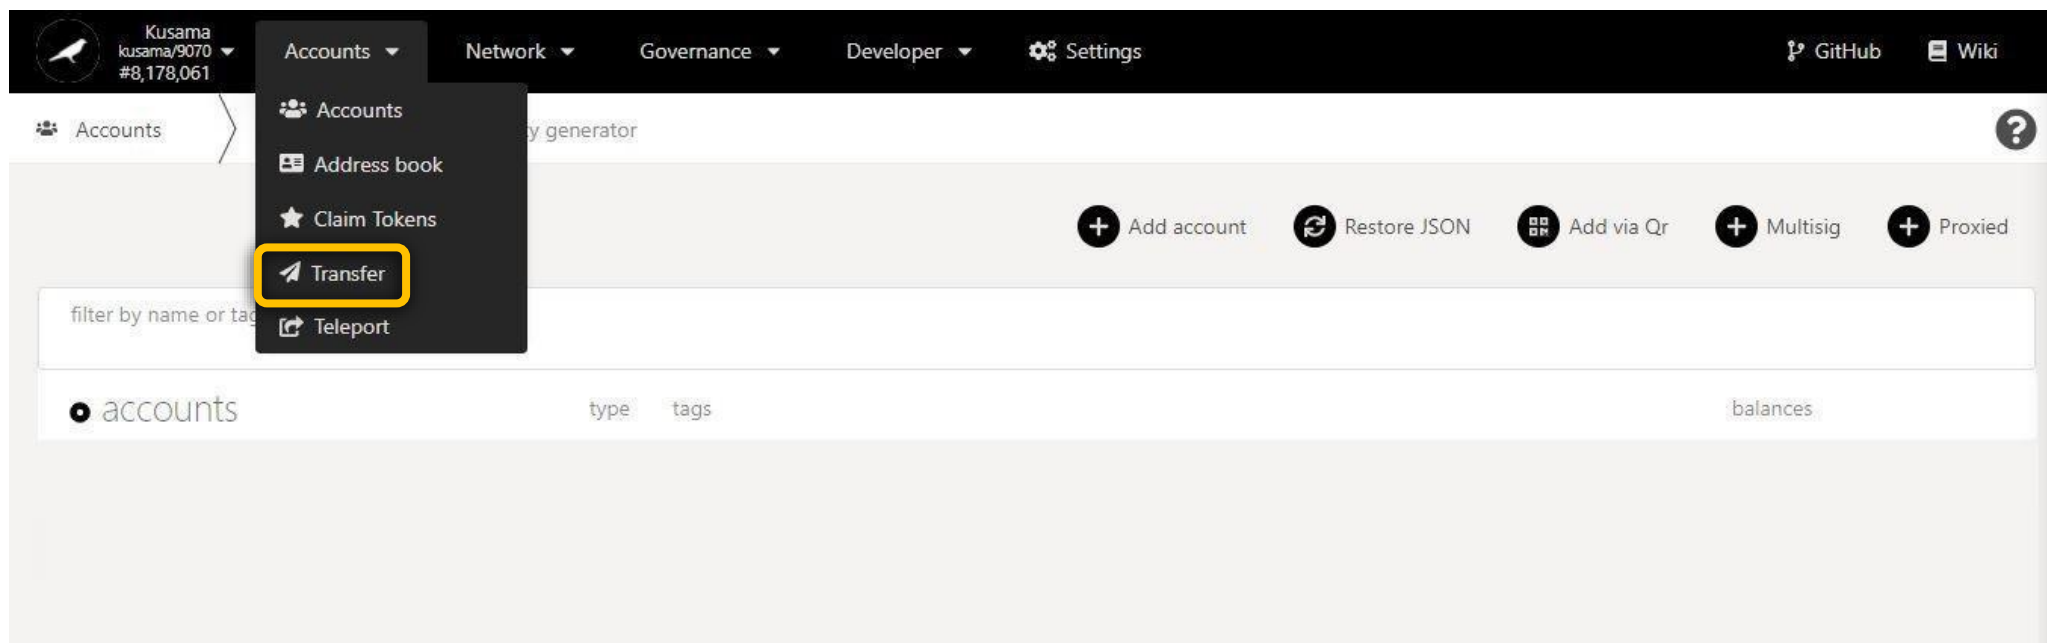 Kusama
kusama/9070
#8,178,061
Accounts
Network
Governance
Developer
Settings
GitHub
Wiki
Accounts
generator
Accounts
Address book
Claim Tokens
Transfer
Teleport
Add account
Restore JSON
Add via Qr
Multisig
Proxied
filter by name or
accounts
type
tags
balances